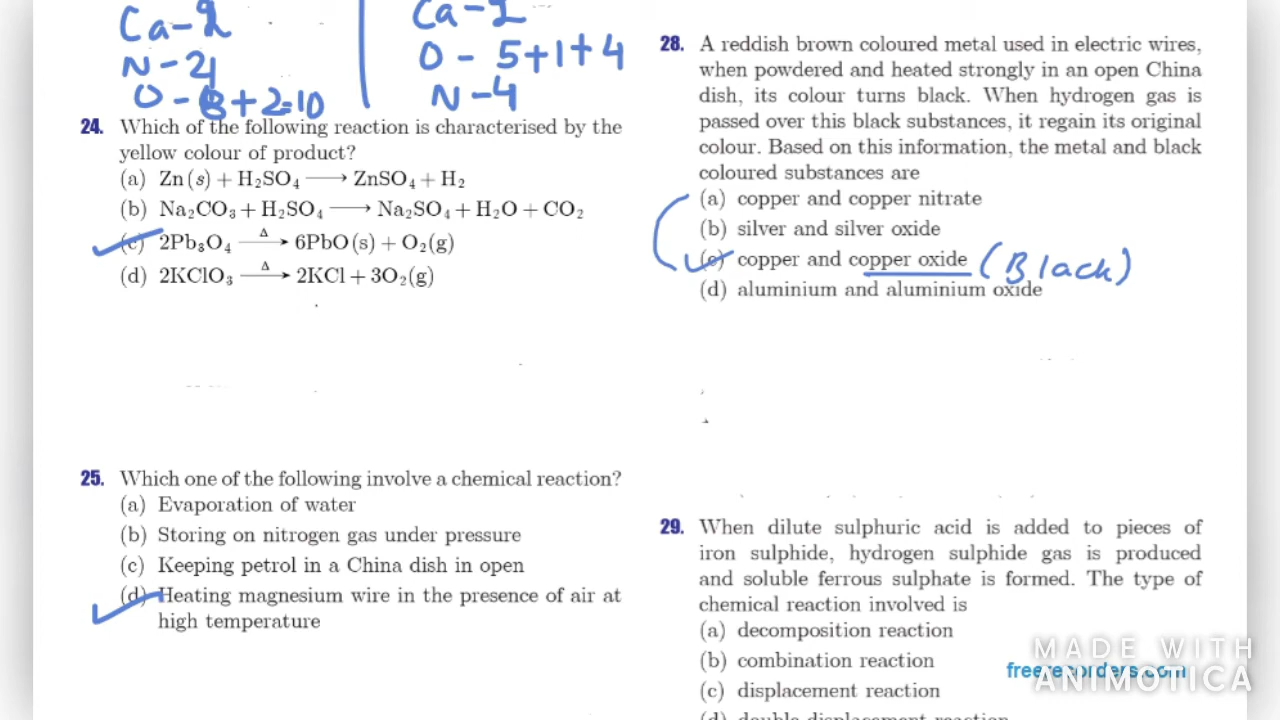 Ca-2
N-24
O-8+2=10
Ca-2
O - 5+1+4
N-4
24. Which of the following reaction is characterised by the
yellow colour of product?
(a) Zn(s) + H₂SO₄ ⟶ ZnSO₄ + H₂
(b) Na₂CO₃ + H₂SO₄ ⟶ Na₂SO₄ + H₂O + CO₂
(c) 2Pb₃O₄ —Δ→ 6PbO(s) + O₂(g)
(d) 2KClO₃ —Δ→ 2KCl + 3O₂(g)
25. Which one of the following involve a chemical reaction?
(a) Evaporation of water
(b) Storing on nitrogen gas under pressure
(c) Keeping petrol in a China dish in open
(d) Heating magnesium wire in the presence of air at
high temperature
28. A reddish brown coloured metal used in electric wires,
when powdered and heated strongly in an open China
dish, its colour turns black. When hydrogen gas is
passed over this black substances, it regain its original
colour. Based on this information, the metal and black
coloured substances are
(a) copper and copper nitrate
(b) silver and silver oxide
(c) copper and copper oxide (Black)
(d) aluminium and aluminium oxide
29. When dilute sulphuric acid is added to pieces of
iron sulphide, hydrogen sulphide gas is produced
and soluble ferrous sulphate is formed. The type of
chemical reaction involved is
(a) decomposition reaction
(b) combination reaction
(c) displacement reaction
(d) double displacement reaction
MADE WITH
ANIMOTICA